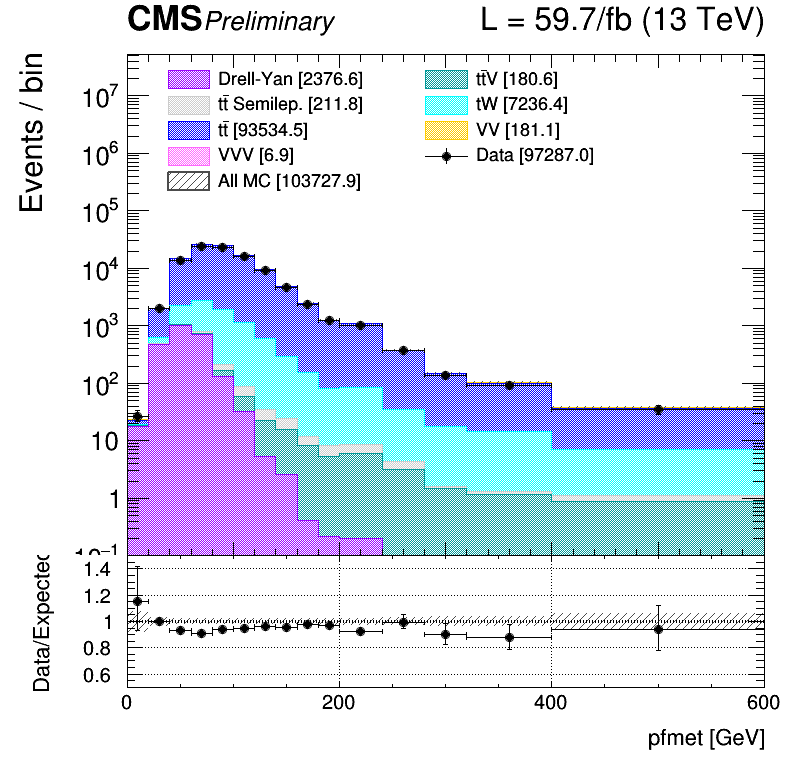 CMS Preliminary L = 59.7/fb (13 TeV)
Events / bin
Drell-Yan [2376.6] tt̄V [180.6]
tt̄ Semilep. [211.8] tW [7236.4]
tt̄ [93534.5] VV [181.1]
VVV [6.9] Data [97287.0]
All MC [103727.9]
10⁷
10⁶
10⁵
10⁴
10³
10²
10
1
10⁻¹
Data/Expected
1.4
1.2
1
0.8
0.6
0 200 400 600
pfmet [GeV]